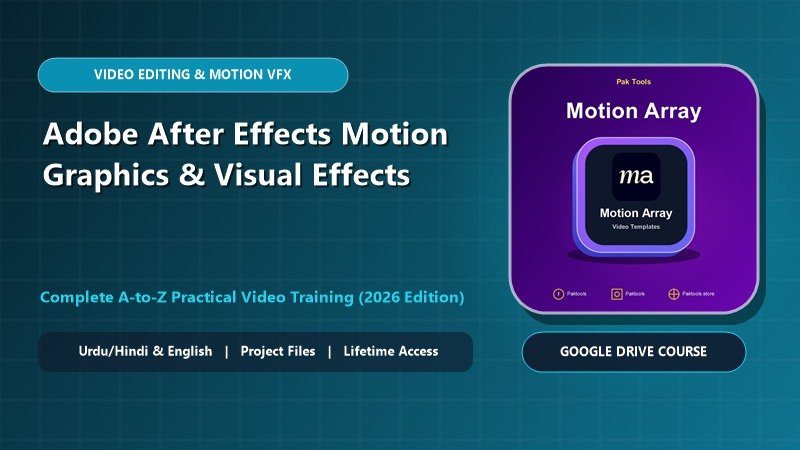 VIDEO EDITING & MOTION VFX
Adobe After Effects Motion
Graphics & Visual Effects
Complete A-to-Z Practical Video Training (2026 Edition)
Urdu/Hindi & English | Project Files | Lifetime Access
Pak Tools
Motion Array
ma
Motion Array
Video Templates
f Paktools Paktools Paktools.store
GOOGLE DRIVE COURSE